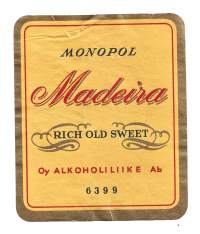 MONOPOL
Madeira
RICH OLD SWEET
Oy ALKOHOLILIIKE Ab
6399